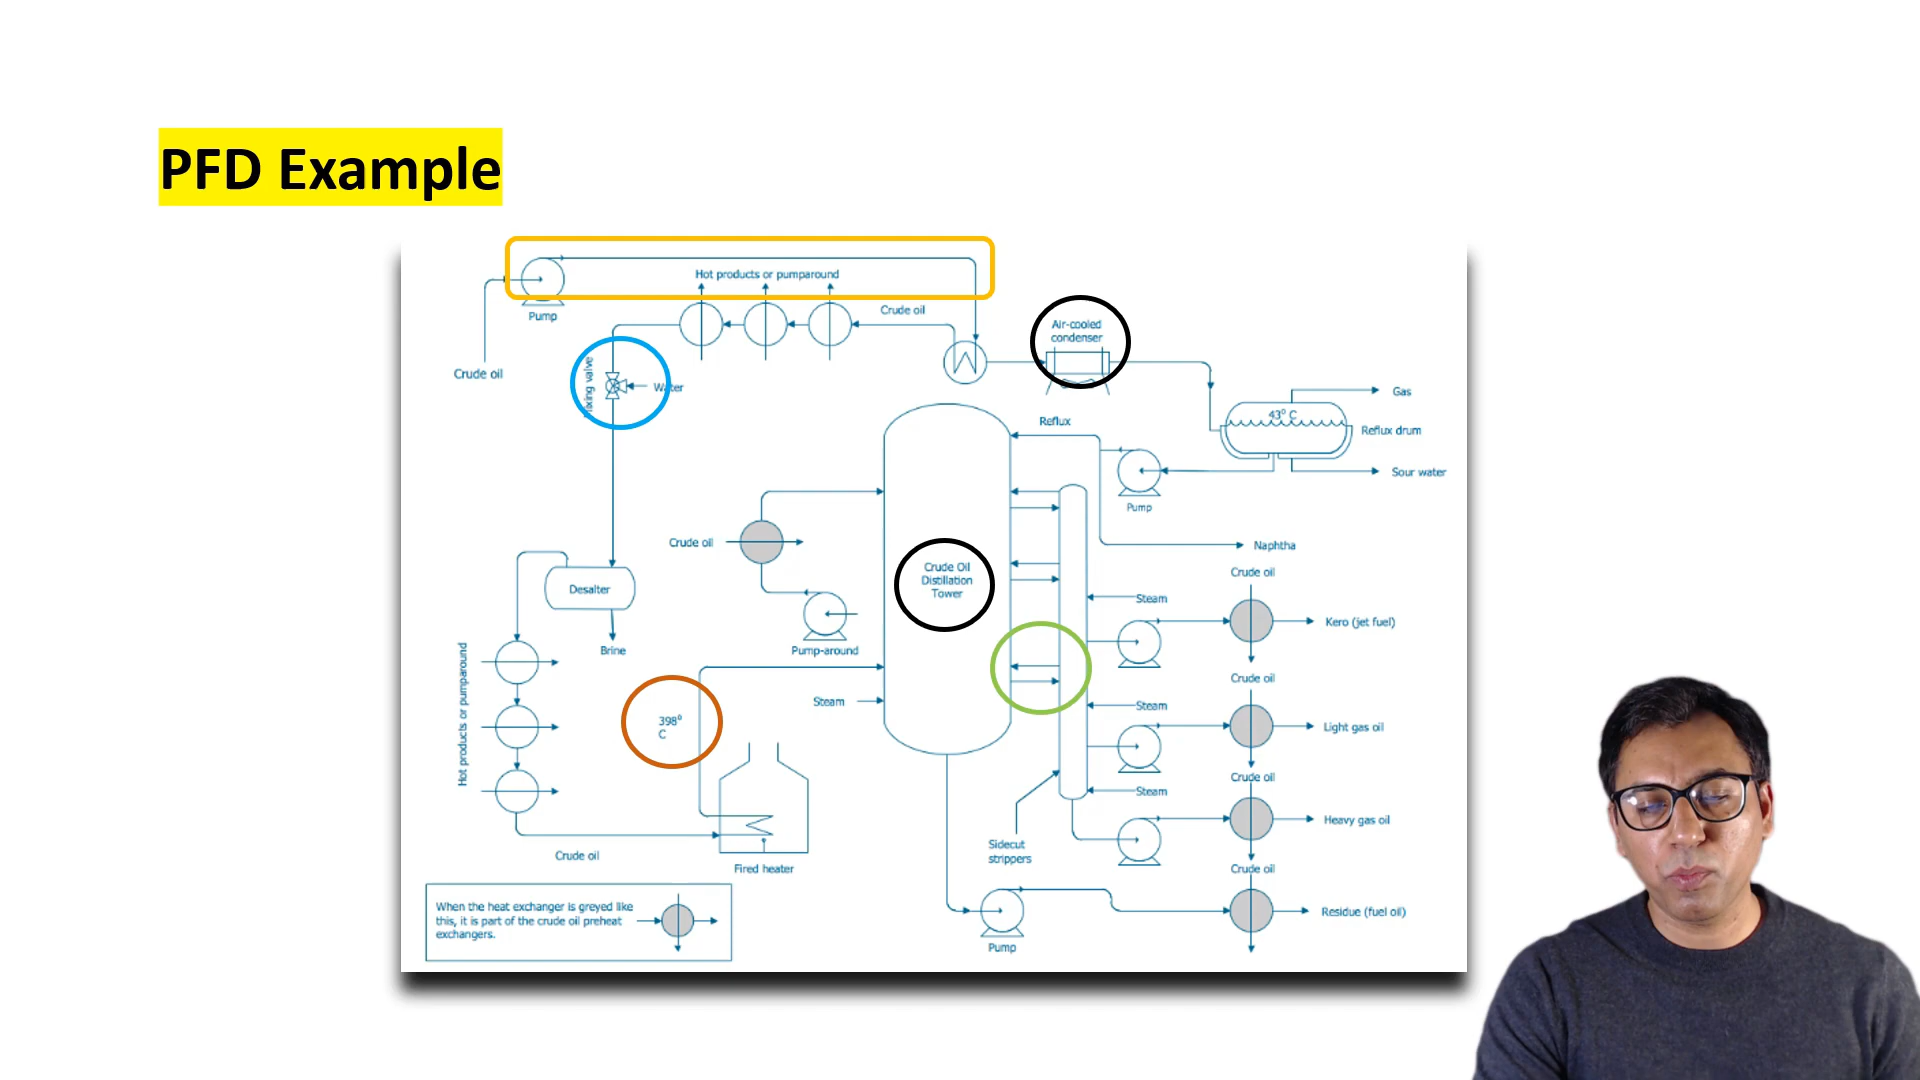 PFD Example
Hot products or pumparound
Pump
Crude oil
Crude oil
Air-cooled
condenser
Mixing valve
Water
Gas
43⁰ C
Reflux drum
Sour water
Reflux
Pump
Naphtha
Crude oil
Crude Oil
Distillation
Tower
Crude oil
Desalter
Steam
Kero (jet fuel)
Brine
Pump-around
Hot products or pumparound
Crude oil
Steam
Steam
398⁰
C
Light gas oil
Crude oil
Steam
Heavy gas oil
Sidecut
strippers
Crude oil
Fired heater
Crude oil
When the heat exchanger is greyed like
this, it is part of the crude oil preheat
exchangers.
Residue (fuel oil)
Pump